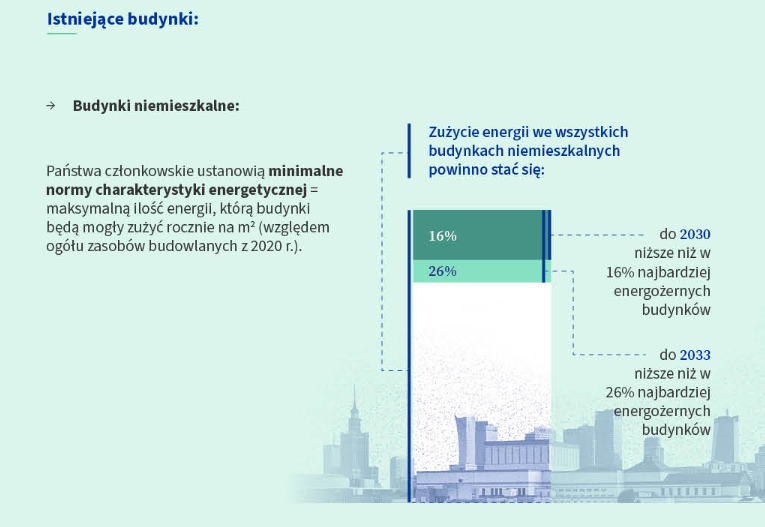 Istniejące budynki:
→ Budynki niemieszkalne:
Państwa członkowskie ustanowią minimalne
normy charakterystyki energetycznej =
maksymalną ilość energii, którą budynki
będą mogły zużyć rocznie na m² (względem
ogółu zasobów budowlanych z 2020 r.).
Zużycie energii we wszystkich
budynkach niemieszkalnych
powinno stać się:
16%
26%
do 2030
niższe niż w
16% najbardziej
energożernych
budynków
do 2033
niższe niż w
26% najbardziej
energożernych
budynków